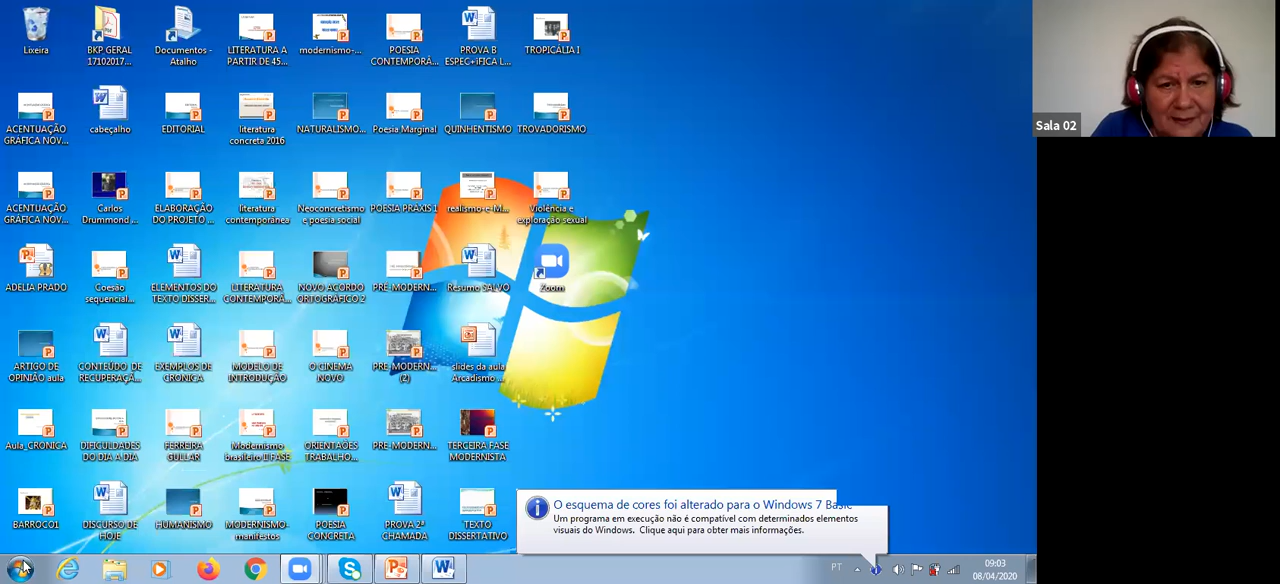 Lixeira
BKP GERAL
17102017...
Documentos -
Atalho
LITERATURA A
PARTIR DE 45...
modernismo-...
POESIA
CONTEMPORÂ...
PROVA B
ESPEC+ìFICA L...
TROPICÁLIA I
ACENTUAÇÃO
GRÁFICA NOV...
cabeçalho
EDITORIAL
literatura
concreta 2016
NATURALISMO...
Poesia Marginal
QUINHENTISMO
TROVADORISMO
ACENTUAÇÃO
GRÁFICA NOV...
Carlos
Drummond ...
ELABORAÇÃO
DO PROJETO ...
literatura
contemporânea
Neoconcretismo
e poesia social
POESIA PRÁXIS I
realismo-e-M...
Violência e
exploração sexual
ADELIA PRADO
Coesão
sequencial...
ELEMENTOS DO
TEXTO DISSER...
LITERATURA
CONTEMPORÂ...
NOVO ACORDO
ORTOGRÁFICO 2
PRÉ-MODERN...
Resumo SALVO
Zoom
ARTIGO DE
OPINIÃO aula
CONTEÚDO DE
RECUPERAÇÃ...
EXEMPLOS DE
CRONICA
MODELO DE
INTRODUÇÃO
O CINEMA
NOVO
PRÉ-MODERN...
(2)
slides da aula
Arcadismo ...
Aula_CRONICA
DIFICULDADES
DO DIA A DIA
FERREIRA
GULLAR
Modernismo
brasileiro II FASE
ORIENTAÕES
TRABALHO...
PRÉ-MODERN...
TERCEIRA FASE
MODERNISTA
BARROCO1
DISCURSO DE
HOJE
HUMANISMO
MODERNISMO-
manifestos
POESIA
CONCRETA
PROVA 2ª
CHAMADA
TEXTO
DISSERTATIVO
O esquema de cores foi alterado para o Windows 7 Basic
Um programa em execução não é compatível com determinados elementos
visuais do Windows. Clique aqui para obter mais informações.
PT
09:03
08/04/2020
Sala 02